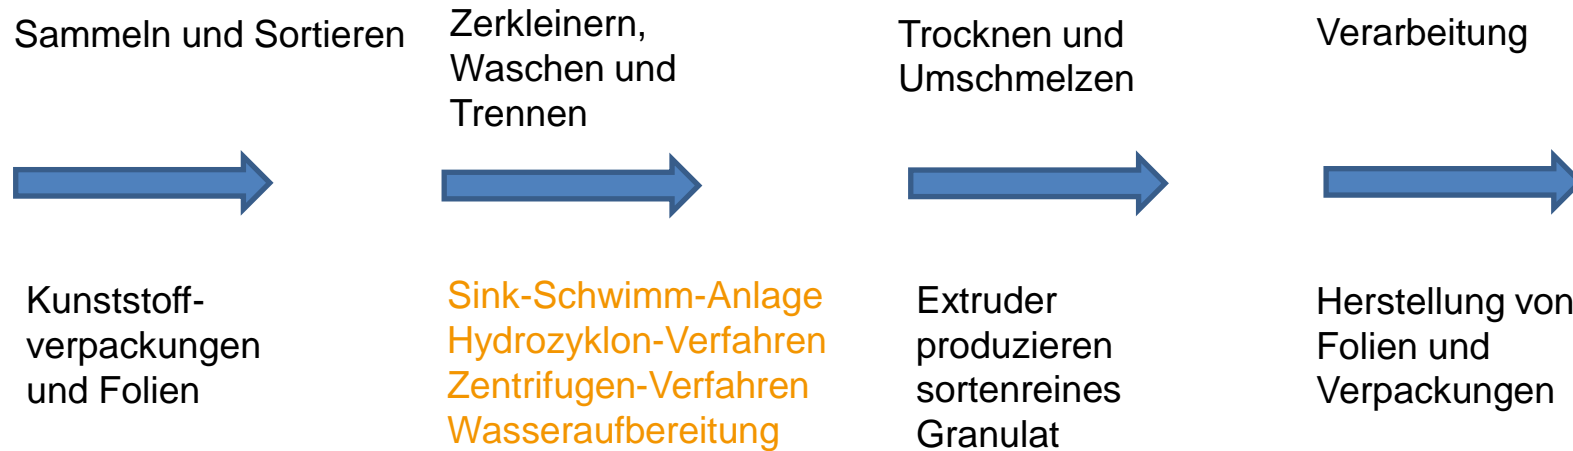 Sammeln und Sortieren
Zerkleinern,
Waschen und
Trennen
Trocknen und
Umschmelzen
Verarbeitung
Kunststoff-
verpackungen
und Folien
Sink-Schwimm-Anlage
Hydrozyklon-Verfahren
Zentrifugen-Verfahren
Wasseraufbereitung
Extruder
produzieren
sortenreines
Granulat
Herstellung von
Folien und
Verpackungen